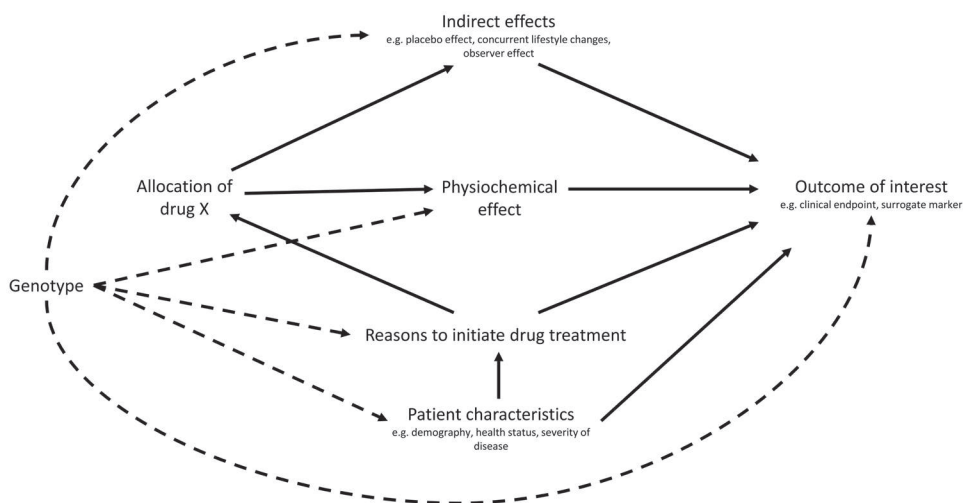 Indirect effects
e.g. placebo effect, concurrent lifestyle changes,
observer effect
Allocation of
drug X
Physiochemical
effect
Outcome of interest
e.g. clinical endpoint, surrogate marker
Genotype
Reasons to initiate drug treatment
Patient characteristics
e.g. demography, health status, severity of
disease